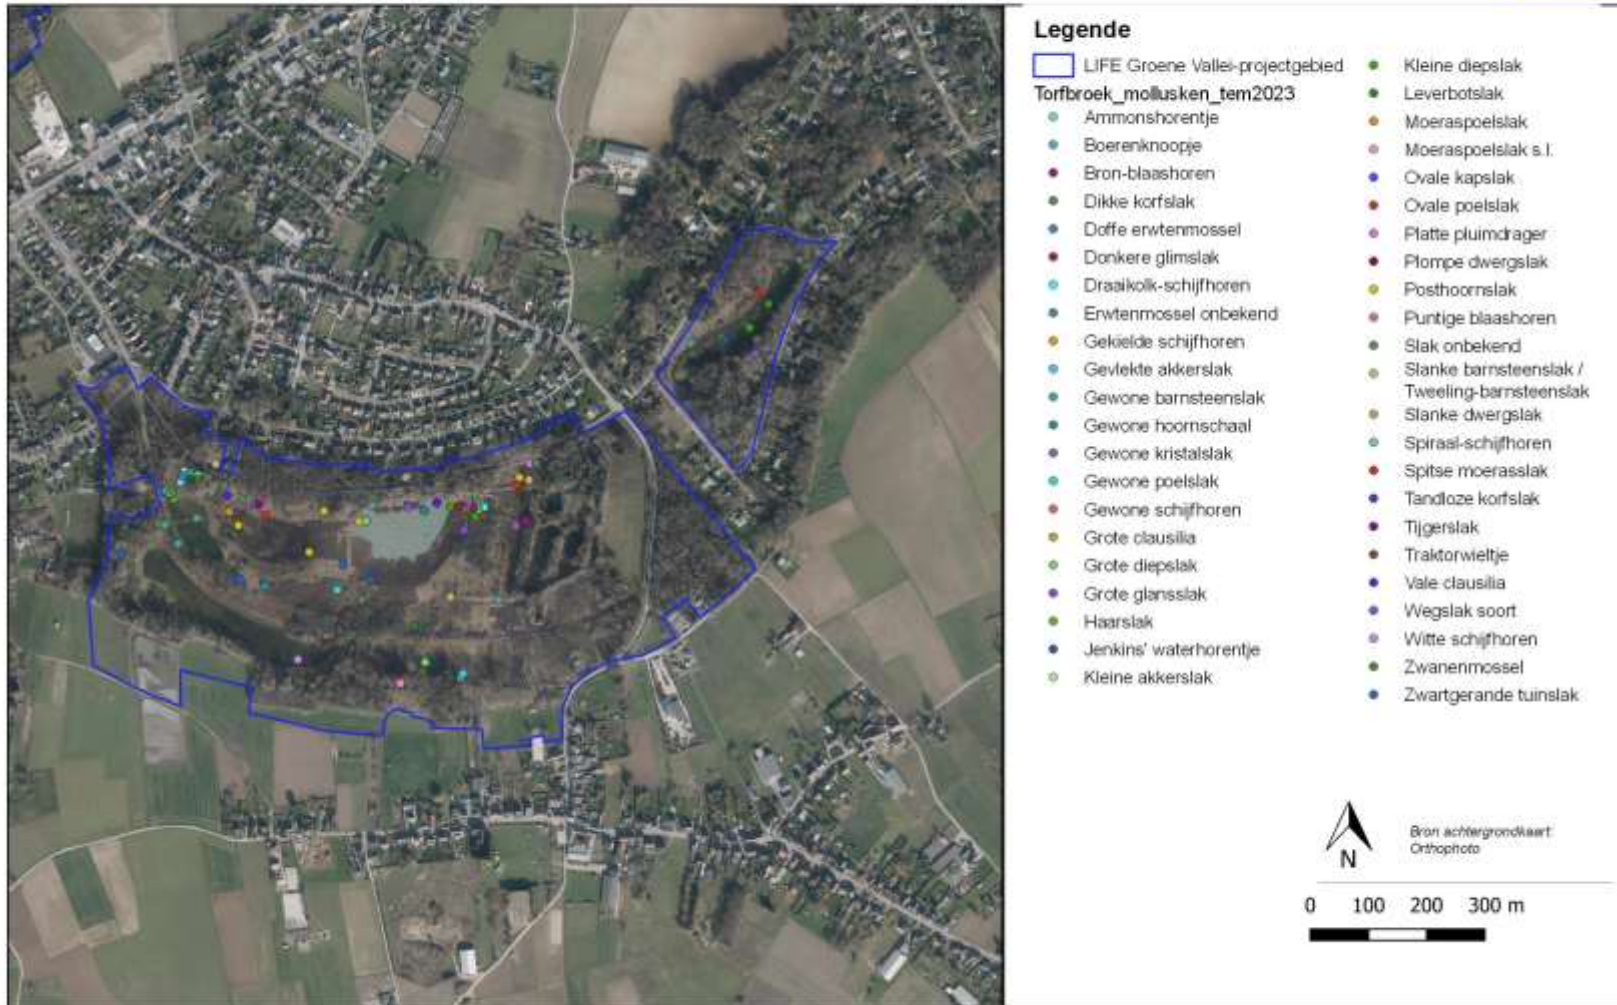 Legende
LIFE Groene Vallei-projectgebied
Torfbroek_mollusken_tem2023
Ammonshorentje
Boerenknoopje
Bron-blaashoren
Dikke korfslak
Doffe erwtenmossel
Donkere glimslak
Draaikolk-schijfhoren
Erwtenmossel onbekend
Gekielde schijfhoren
Gevlekte akkerslak
Gewone barnsteenslak
Gewone hoornschaal
Gewone kristalslak
Gewone poelslak
Gewone schijfhoren
Grote clausilia
Grote diepslak
Grote glansslak
Haarslak
Jenkins' waterhorentje
Kleine akkerslak
Kleine diepslak
Leverbotslak
Moeraspoelslak
Moeraspoelslak s.l.
Ovale kapslak
Ovale poelslak
Platte pluimdrager
Plompe dwergslak
Posthoornslak
Puntige blaashoren
Slak onbekend
Slanke barnsteenslak /
Tweeling-barnsteenslak
Slanke dwergslak
Spiraal-schijfhoren
Spitse moerasslak
Tandloze korfslak
Tijgerslak
Traktorwieltje
Vale clausilia
Wegslak soort
Witte schijfhoren
Zwanenmossel
Zwartgerande tuinslak
N
Bron achtergrondkaart:
Orthophoto
0 100 200 300 m